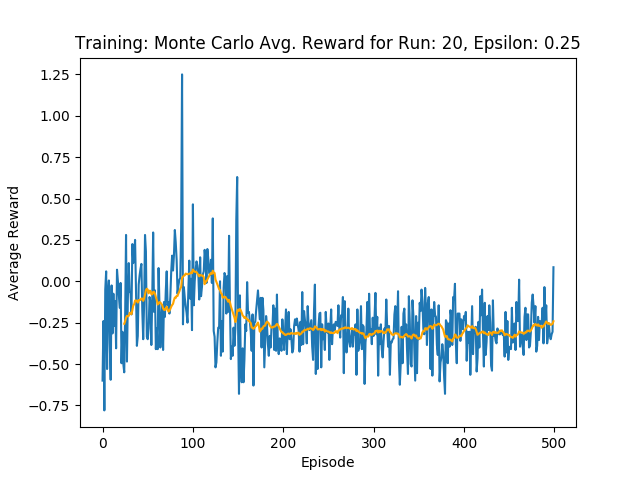 Training: Monte Carlo Avg. Reward for Run: 20, Epsilon: 0.25
1.25
1.00
0.75
0.50
0.25
0.00
−0.25
−0.50
−0.75
Average Reward
0 100 200 300 400 500
Episode